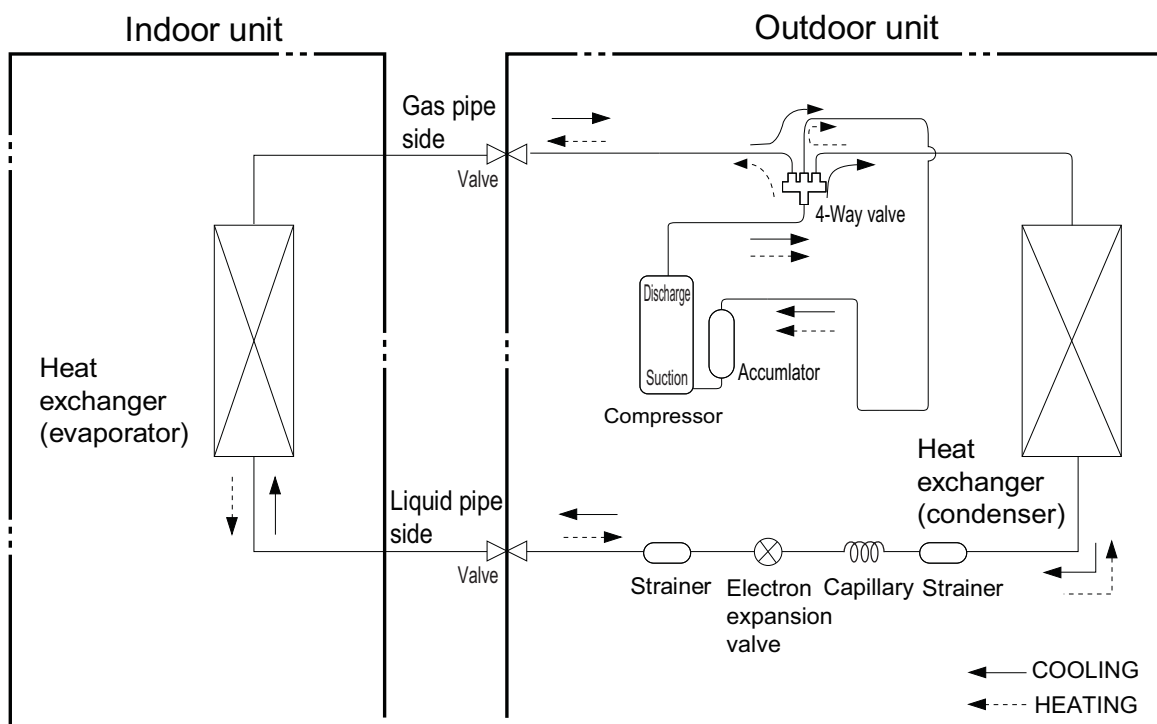 Indoor unit
Outdoor unit
Gas pipe
side
Valve
4-Way valve
Discharge
Suction
Accumlator
Compressor
Heat
exchanger
(evaporator)
Heat
exchanger
(condenser)
Liquid pipe
side
Valve
Strainer
Electron
expansion
valve
Capillary
Strainer
COOLING
HEATING